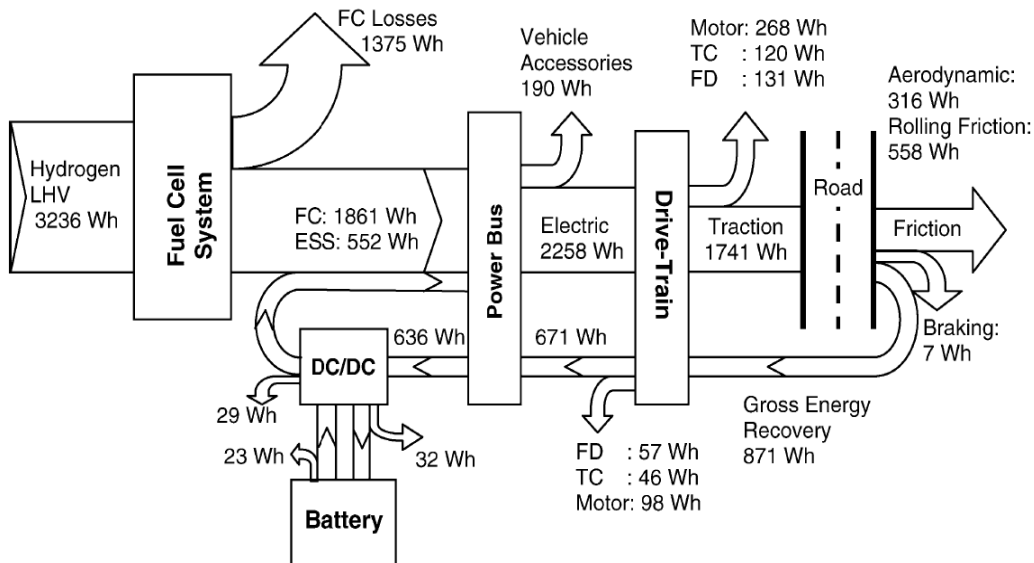 FC Losses
1375 Wh
Hydrogen
LHV
3236 Wh
Fuel Cell
System
FC: 1861 Wh
ESS: 552 Wh
Vehicle
Accessories
190 Wh
Power Bus
Electric
2258 Wh
Motor: 268 Wh
TC : 120 Wh
FD : 131 Wh
Drive-Train
Traction
1741 Wh
Road
Aerodynamic:
316 Wh
Rolling Friction:
558 Wh
Friction
Braking:
7 Wh
Gross Energy
Recovery
871 Wh
671 Wh
FD : 57 Wh
TC : 46 Wh
Motor: 98 Wh
636 Wh
DC/DC
29 Wh
32 Wh
23 Wh
Battery